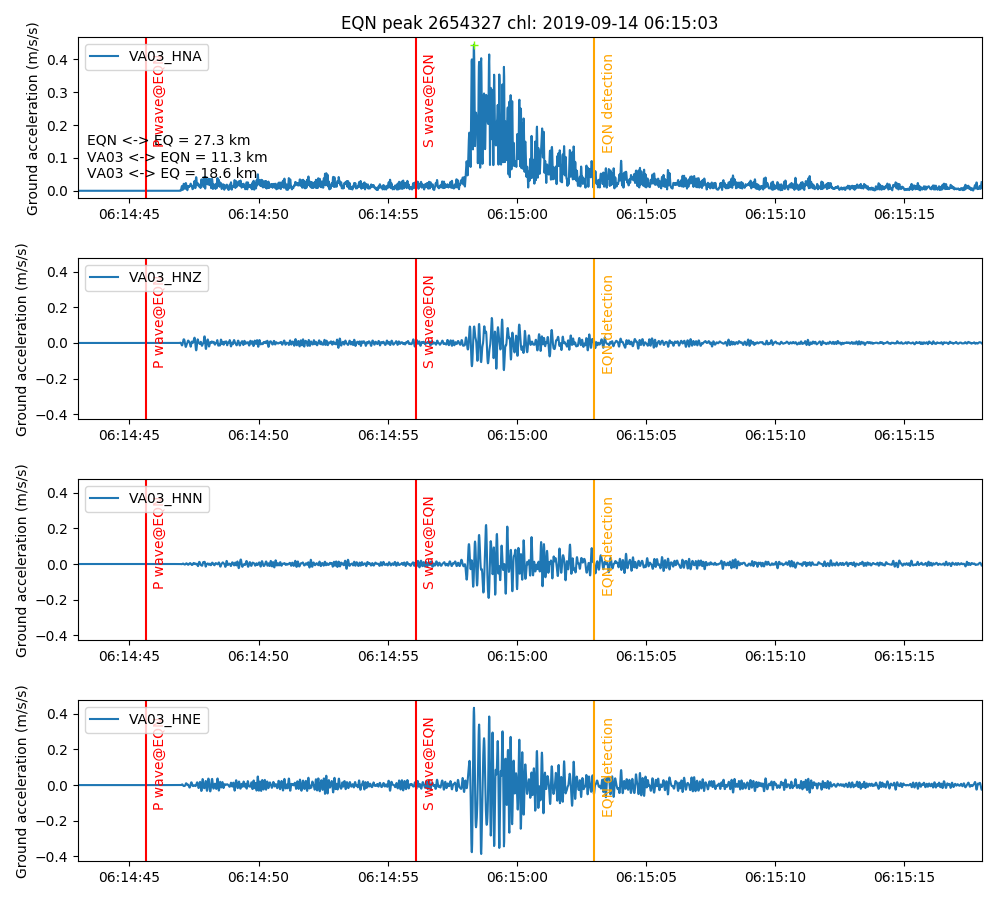 EQN peak 2654327 chl: 2019-09-14 06:15:03
Ground acceleration (m/s/s)
0.4
0.3
0.2
0.1
0.0
VA03_HNA
P wave@EQN
S wave@EQN
EQN detection
EQN <-> EQ = 27.3 km
VA03 <-> EQN = 11.3 km
VA03 <-> EQ = 18.6 km
06:14:45 06:14:50 06:14:55 06:15:00 06:15:05 06:15:10 06:15:15
Ground acceleration (m/s/s)
0.4
0.2
0.0
−0.2
−0.4
VA03_HNZ
P wave@EQN
S wave@EQN
EQN detection
06:14:45 06:14:50 06:14:55 06:15:00 06:15:05 06:15:10 06:15:15
Ground acceleration (m/s/s)
0.4
0.2
0.0
−0.2
−0.4
VA03_HNN
P wave@EQN
S wave@EQN
EQN detection
06:14:45 06:14:50 06:14:55 06:15:00 06:15:05 06:15:10 06:15:15
Ground acceleration (m/s/s)
0.4
0.2
0.0
−0.2
−0.4
VA03_HNE
P wave@EQN
S wave@EQN
EQN detection
06:14:45 06:14:50 06:14:55 06:15:00 06:15:05 06:15:10 06:15:15